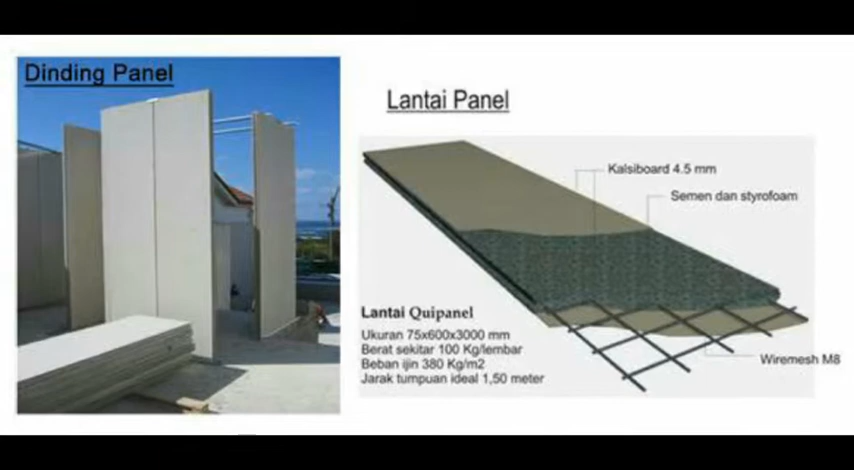 Dinding Panel
Lantai Panel
Kalsiboard 4.5 mm
Semen dan styrofoam
Lantai Quipanel
Ukuran 75x600x3000 mm
Berat sekitar 100 Kg/lembar
Beban ijin 380 Kg/m2
Jarak tumpuan ideal 1,50 meter
Wiremesh M8